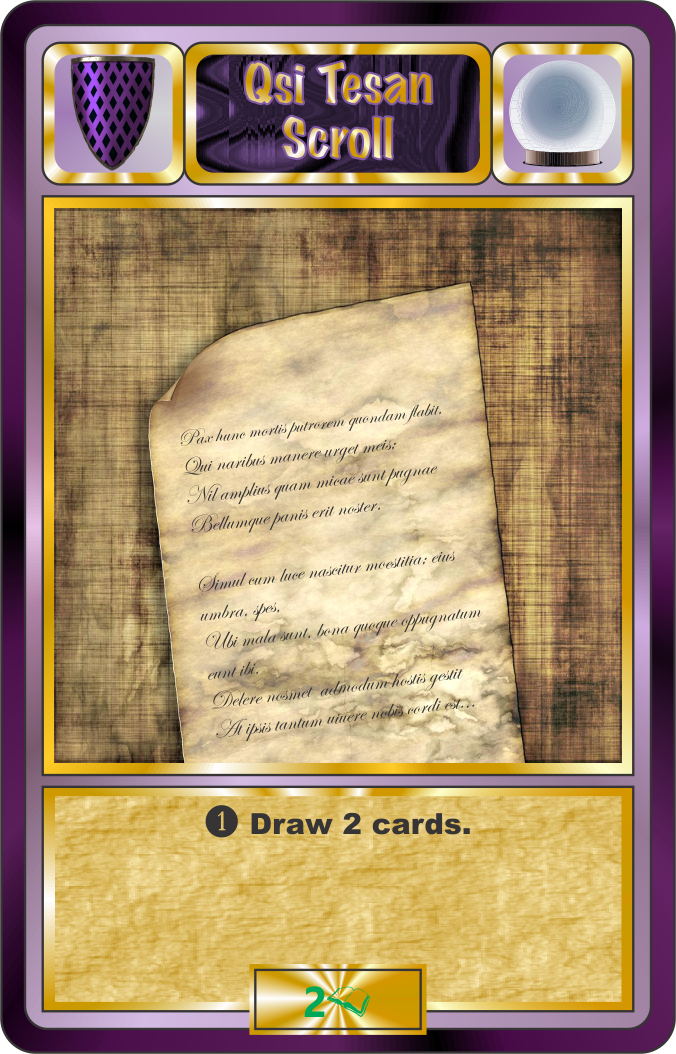 Qsi Tesan
Scroll
Pax hunc mortis putrorem quondam flabit,
Qui naribus manere urget meis;
Nil amplius quam micae sunt pugnae
Bellumque panis erit noster.
Simul cum luce nascitur moestitia; eius
umbra, spes.
Ubi mala sunt, bona quoque oppugnatum
eunt ibi.
Delere nosmet admodum hostis gestit
At ipsis tantum uiuere nobis cordi est...
❶ Draw 2 cards.
2